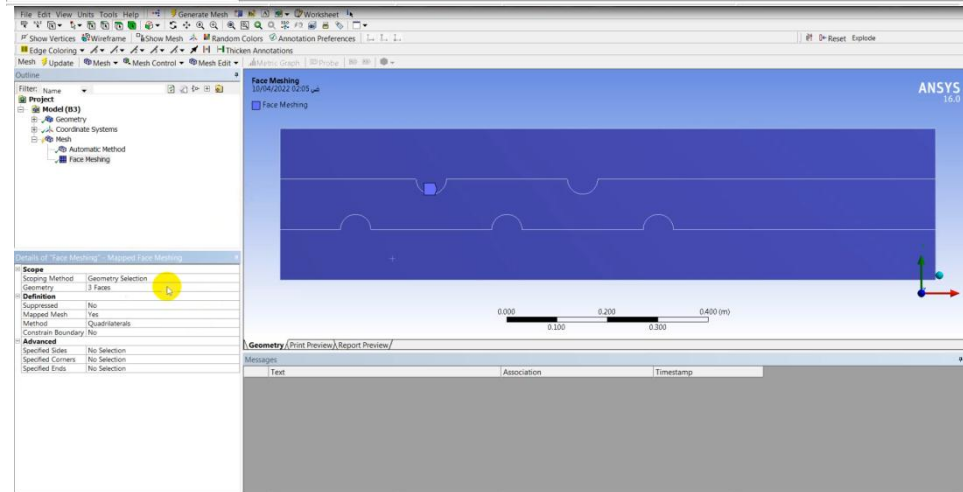 File Edit View Units Tools Help Generate Mesh Worksheet
Show Vertices Wireframe Show Mesh Random Colors Annotation Preferences Reset Explode
Edge Coloring Thicken Annotations
Mesh Update Mesh Mesh Control Mesh Edit Metric Graph Probe
Outline
Filter: Name
Project
Model (B3)
Geometry
Coordinate Systems
Mesh
Automatic Method
Face Meshing
Details of "Face Meshing" - Mapped Face Meshing
Scope
Scoping Method Geometry Selection
Geometry 3 Faces
Definition
Suppressed No
Mapped Mesh Yes
Method Quadrilaterals
Constrain Boundary No
Advanced
Specified Sides No Selection
Specified Corners No Selection
Specified Ends No Selection
Face Meshing
10/04/2022 02:05 ص
Face Meshing
ANSYS
16.0
0.000 0.200 0.400 (m)
0.100 0.300
Geometry Print Preview Report Preview
Messages
Text Association Timestamp